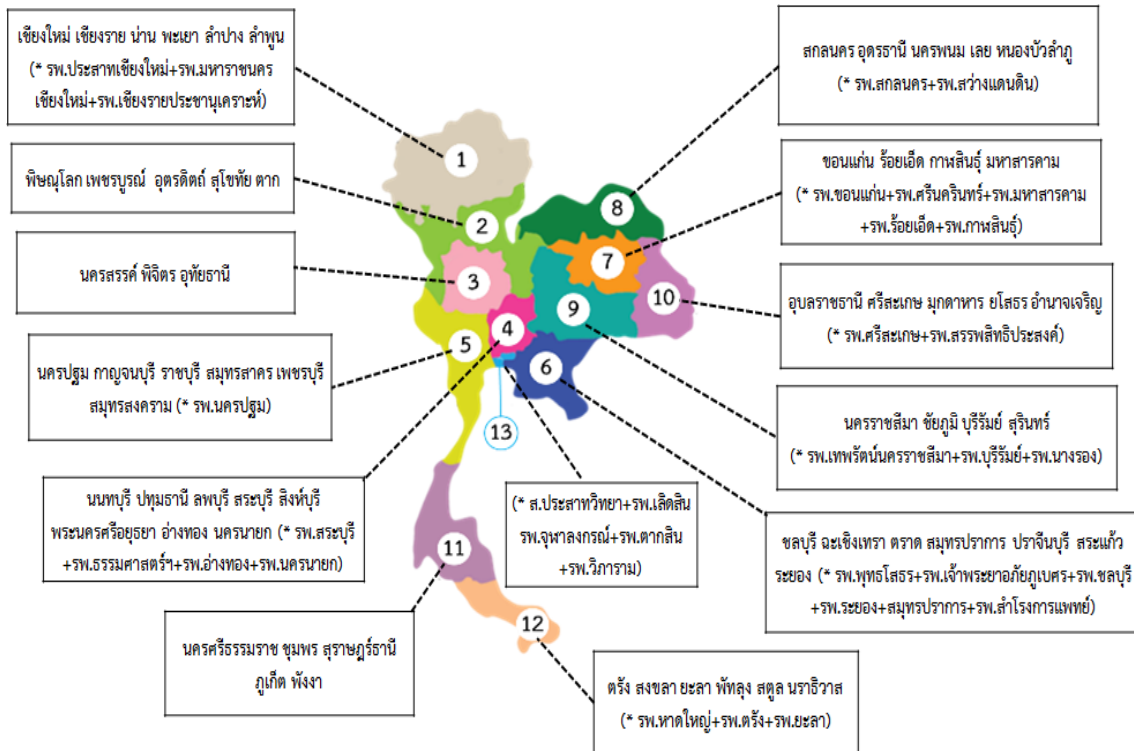 เชียงใหม่ เชียงราย น่าน พะเยา ลำปาง ลำพูน
(* รพ.ประสาทเชียงใหม่+รพ.มหาราชนคร
เชียงใหม่+รพ.เชียงรายประชานุเคราะห์)
พิษณุโลก เพชรบูรณ์ อุตรดิตถ์ สุโขทัย ตาก
นครสรรค์ พิจิตร อุทัยธานี
นครปฐม กาญจนบุรี ราชบุรี สมุทรสาคร เพชรบุรี
สมุทรสงคราม (* รพ.นครปฐม)
นนทบุรี ปทุมธานี ลพบุรี สระบุรี สิงห์บุรี
พระนครศรีอยุธยา อ่างทอง นครนายก (* รพ.สระบุรี
+รพ.ธรรมศาสตร์ฯ+รพ.อ่างทอง+รพ.นครนายก)
นครศรีธรรมราช ชุมพร สุราษฎร์ธานี
ภูเก็ต พังงา
1
2
3
4
5
6
7
8
9
10
11
12
13
สกลนคร อุดรธานี นครพนม เลย หนองบัวลำภู
(* รพ.สกลนคร+รพ.สว่างแดนดิน)
ขอนแก่น ร้อยเอ็ด กาฬสินธุ์ มหาสารคาม
(* รพ.ขอนแก่น+รพ.ศรีนครินทร์+รพ.มหาสารคาม
+รพ.ร้อยเอ็ด+รพ.กาฬสินธุ์)
อุบลราชธานี ศรีสะเกษ มุกดาหาร ยโสธร อำนาจเจริญ
(* รพ.ศรีสะเกษ+รพ.สรรพสิทธิประสงค์)
นครราชสีมา ชัยภูมิ บุรีรัมย์ สุรินทร์
(* รพ.เทพรัตน์นครราชสีมา+รพ.บุรีรัมย์+รพ.นางรอง)
(* ส.ประสาทวิทยา+รพ.เลิดสิน
รพ.จุฬาลงกรณ์+รพ.ตากสิน
+รพ.วิภาราม)
ชลบุรี ฉะเชิงเทรา ตราด สมุทรปราการ ปราจีนบุรี สระแก้ว
ระยอง (* รพ.พุทธโสธร+รพ.เจ้าพระยาอภัยภูเบศร+รพ.ชลบุรี
+รพ.ระยอง+สมุทรปราการ+รพ.สำโรงการแพทย์)
ตรัง สงขลา ยะลา พัทลุง สตูล นราธิวาส
(* รพ.หาดใหญ่+รพ.ตรัง+รพ.ยะลา)